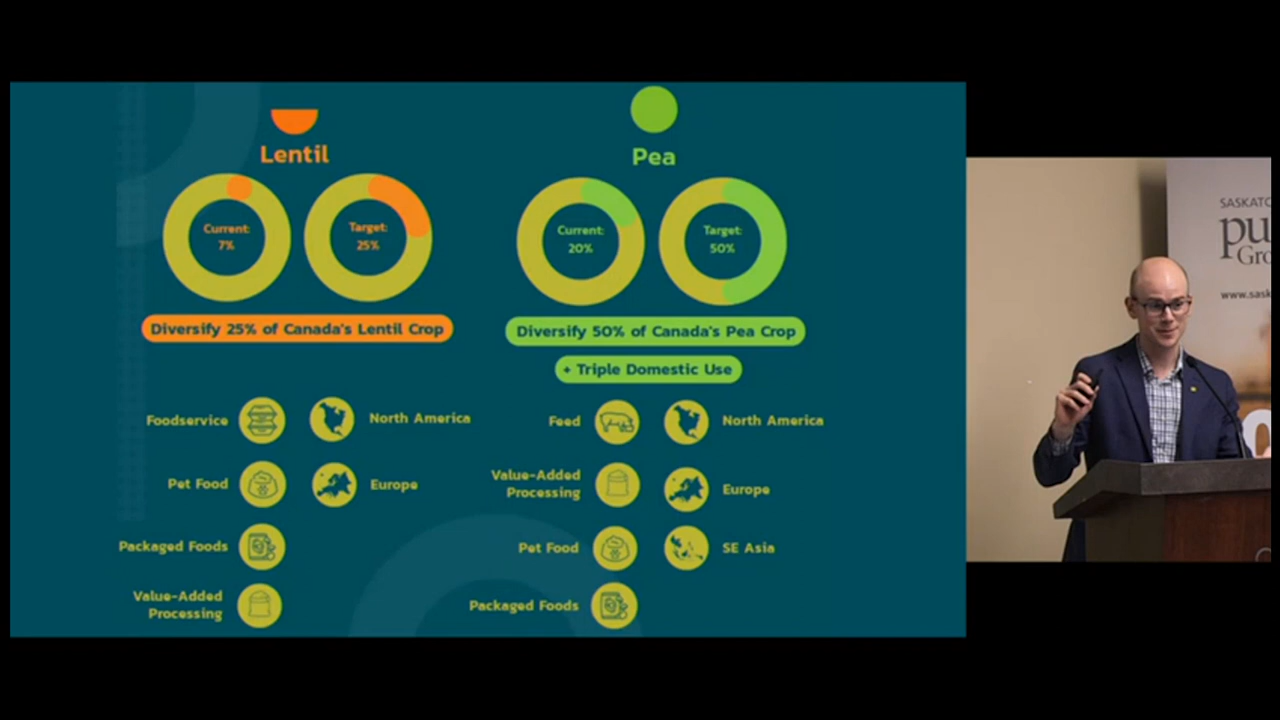 Lentil
Current:
7%
Target:
25%
Diversify 25% of Canada's Lentil Crop
Foodservice
North America
Pet Food
Europe
Packaged Foods
Value-Added
Processing
Pea
Current:
20%
Target:
50%
Diversify 50% of Canada's Pea Crop
+ Triple Domestic Use
Feed
North America
Value-Added
Processing
Europe
Pet Food
SE Asia
Packaged Foods
SASKATC
pu
Gro
www.sask